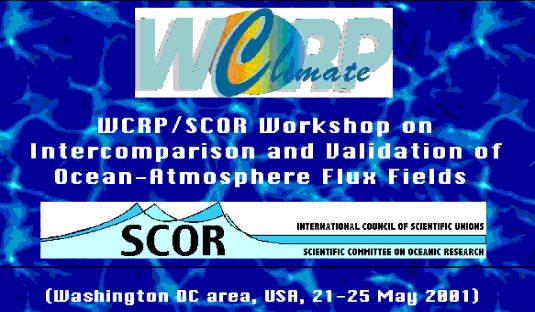 WCRP
Climate
WCRP/SCOR Workshop on
Intercomparison and Validation of
Ocean-Atmosphere Flux Fields
SCOR
INTERNATIONAL COUNCIL OF SCIENTIFIC UNIONS
SCIENTIFIC COMMITTEE ON OCEANIC RESEARCH
(Washington DC area, USA, 21-25 May 2001)